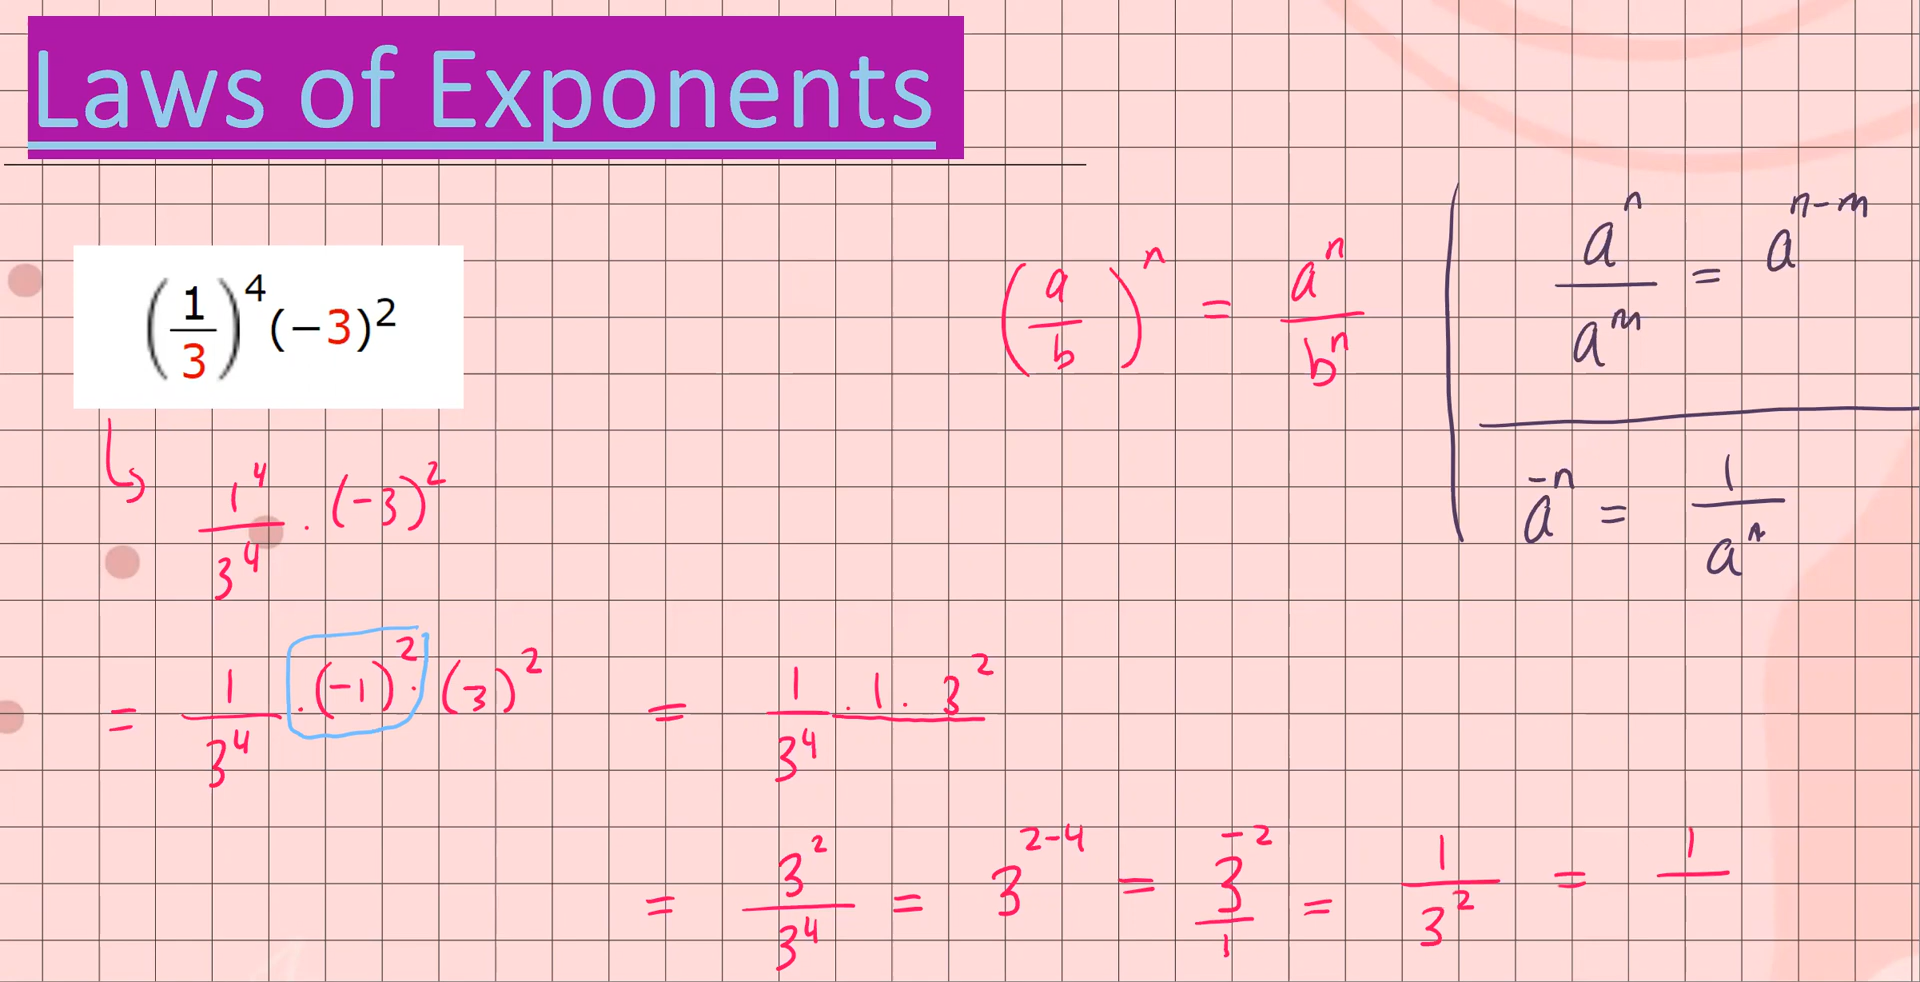 Laws of Exponents
(1/3)^4 (−3)^2
(a/b)^n = a^n/b^n
a^n/a^m = a^(n-m)
a^-n = 1/a^n
1^4/3^4 · (-3)^2
= 1/3^4 · (-1)^2 · (3)^2 = 1/3^4 · 1 · 3^2
= 3^2/3^4 = 3^(2-4) = 3^-2/1 = 1/3^2 = 1/